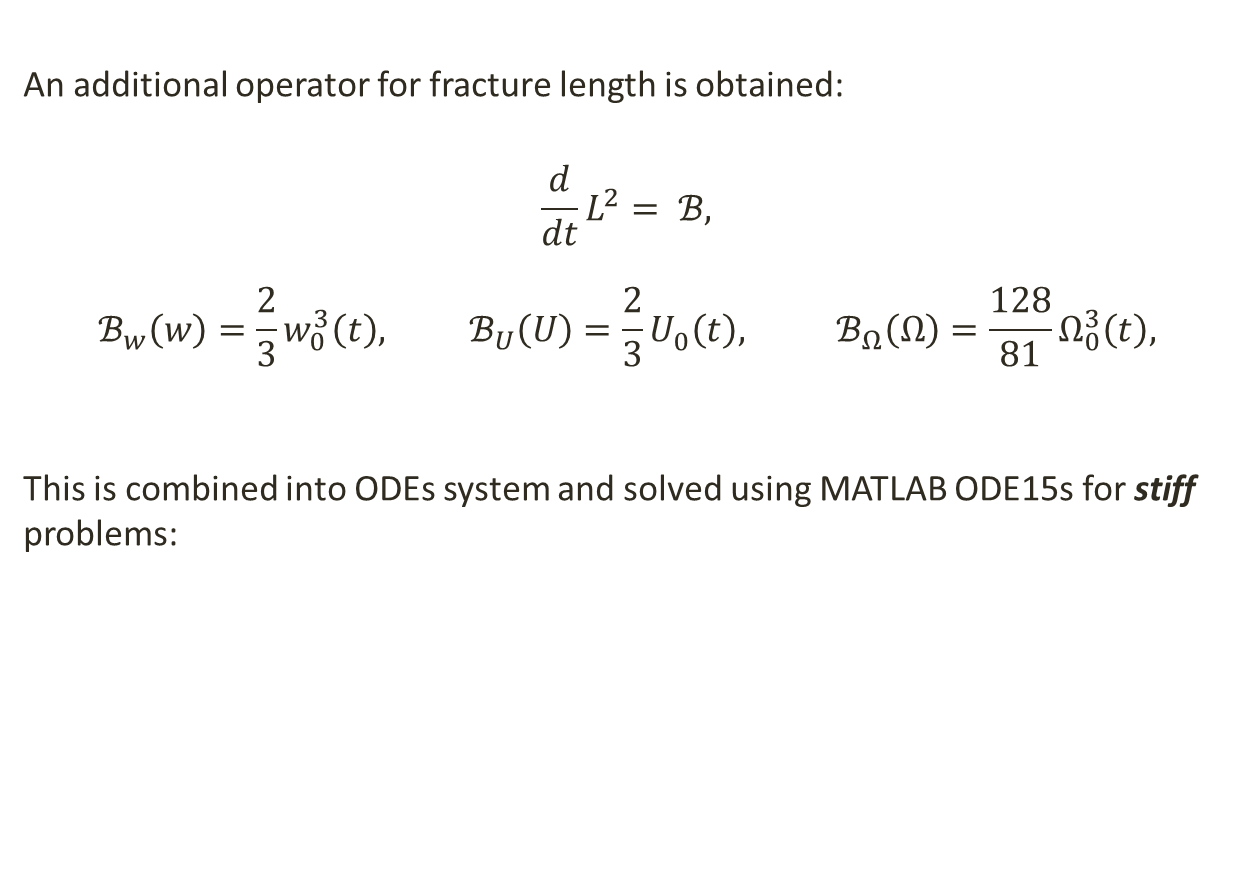 An additional operator for fracture length is obtained:
d/dt L² = ℬ,
ℬ_w(w) = 2/3 w₀³(t), ℬ_U(U) = 2/3 U₀(t), ℬ_Ω(Ω) = 128/81 Ω₀³(t),
This is combined into ODEs system and solved using MATLAB ODE15s for stiff
problems: